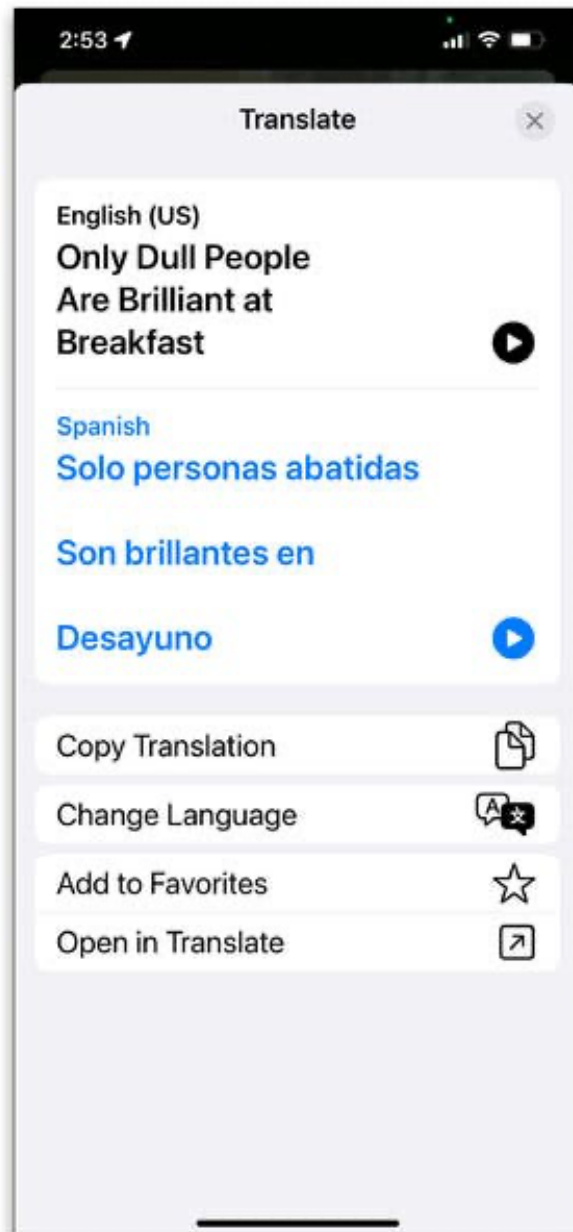 2:53
Translate
English (US)
Only Dull People
Are Brilliant at
Breakfast
Spanish
Solo personas abatidas
Son brillantes en
Desayuno
Copy Translation
Change Language
Add to Favorites
Open in Translate